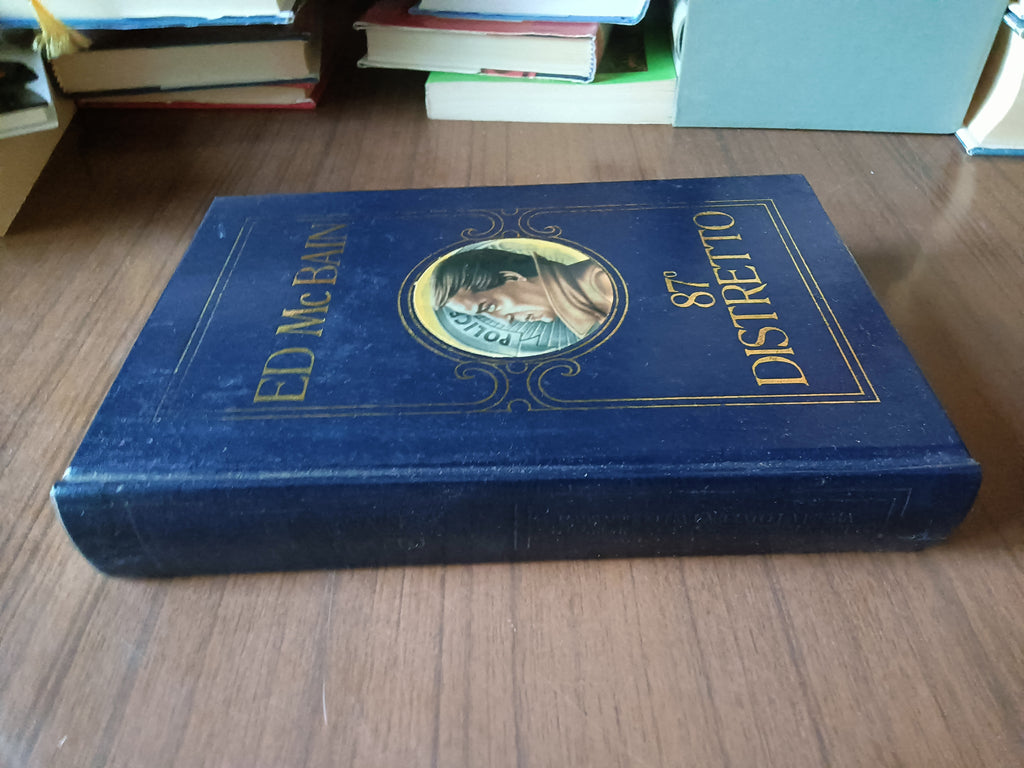 ED McBAIN
POLICE
87°
DISTRETTO